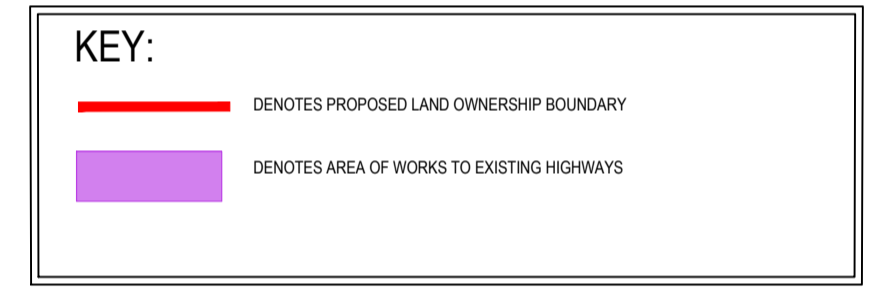 KEY:
DENOTES PROPOSED LAND OWNERSHIP BOUNDARY
DENOTES AREA OF WORKS TO EXISTING HIGHWAYS